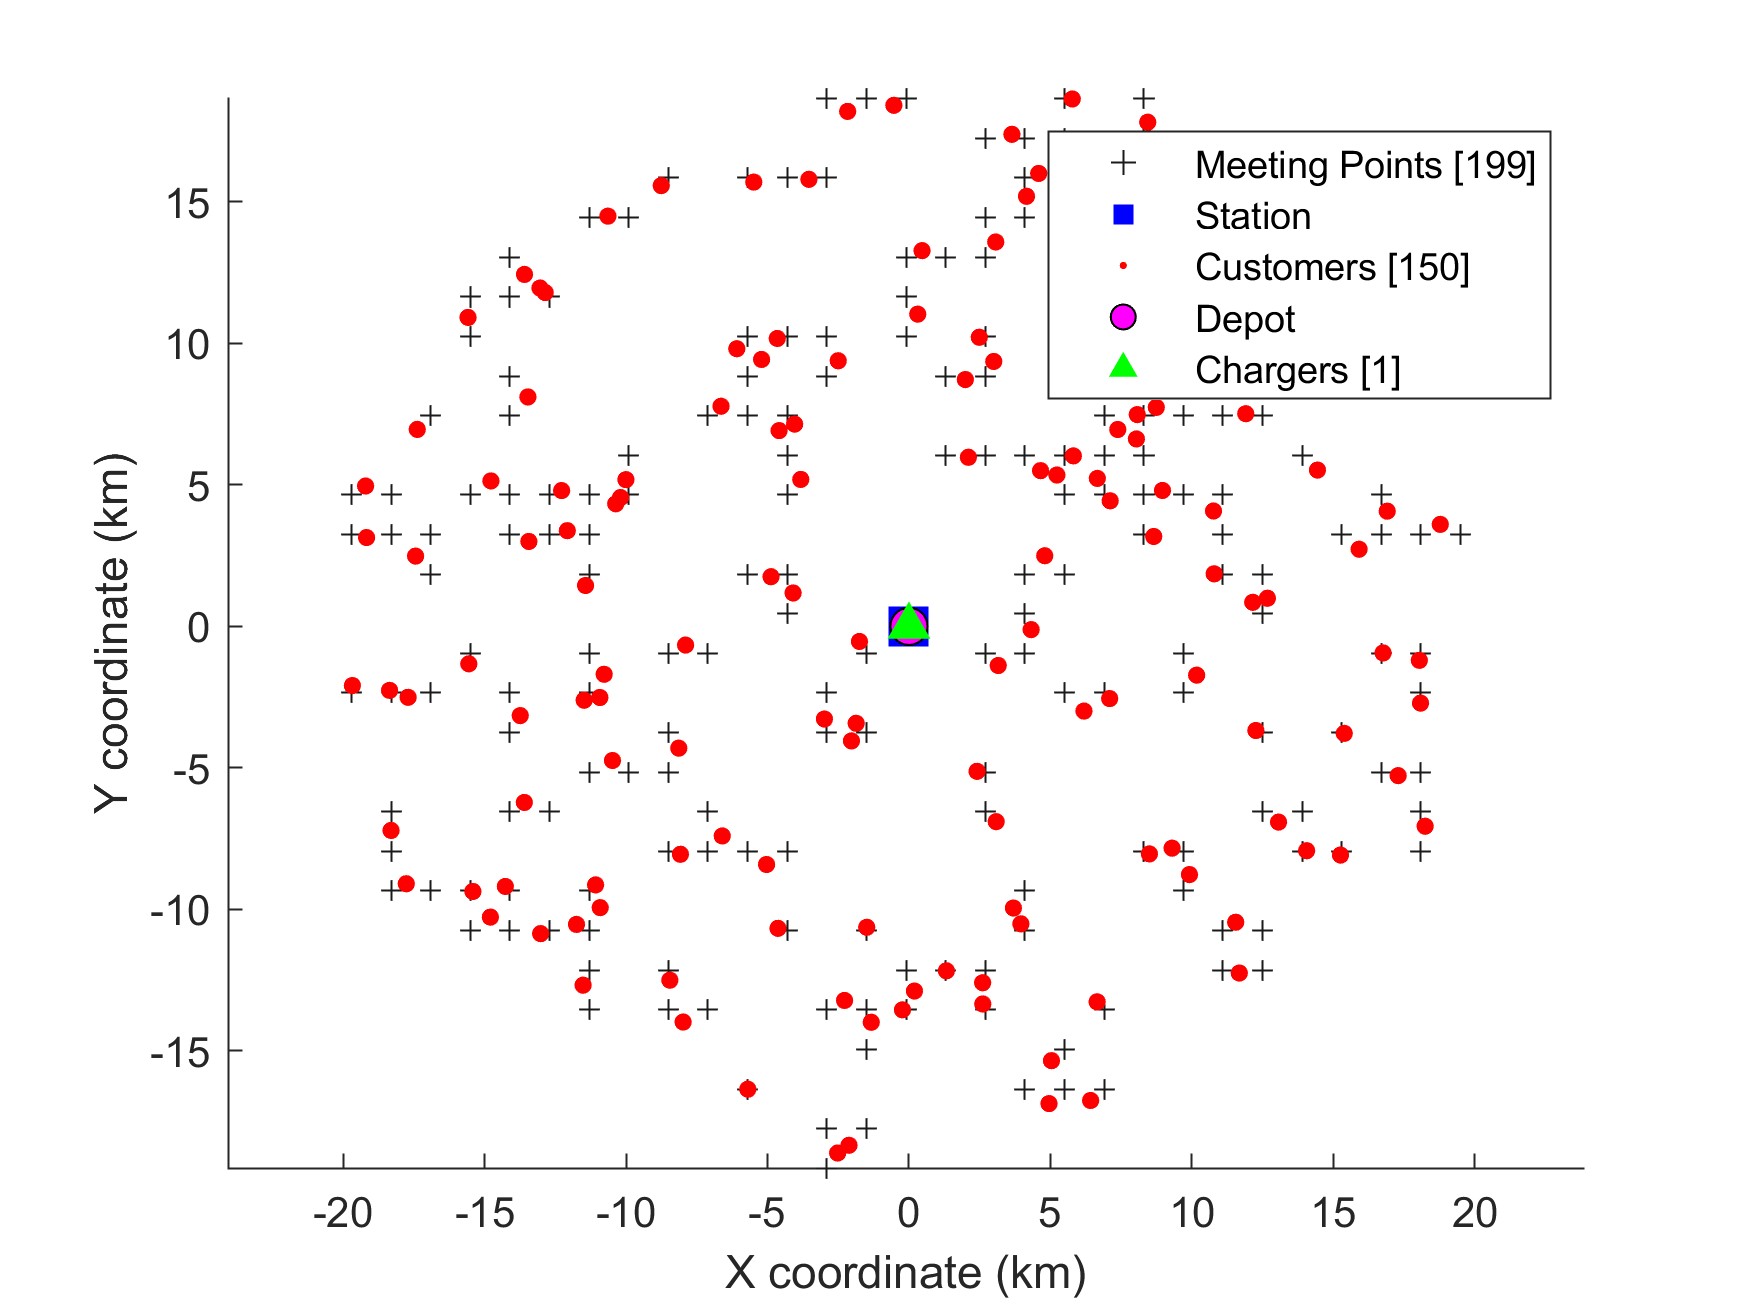 Meeting Points [199]
Station
Customers [150]
Depot
Chargers [1]
15
10
5
0
-5
-10
-15
Y coordinate (km)
-20 -15 -10 -5 0 5 10 15 20
X coordinate (km)